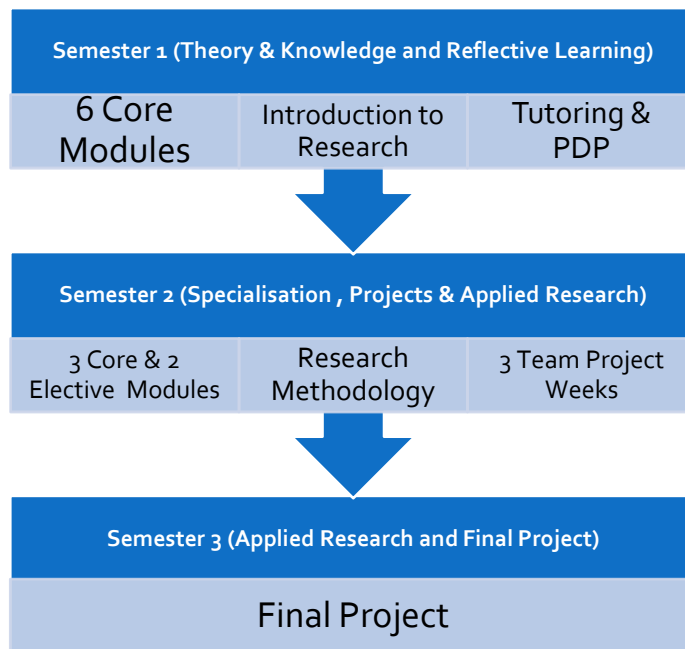 Semester 1 (Theory & Knowledge and Reflective Learning)
6 Core
Modules
Introduction to
Research
Tutoring &
PDP
Semester 2 (Specialisation , Projects & Applied Research)
3 Core & 2
Elective Modules
Research
Methodology
3 Team Project
Weeks
Semester 3 (Applied Research and Final Project)
Final Project